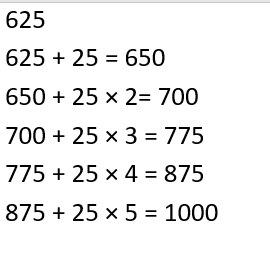 625
625 + 25 = 650
650 + 25 × 2= 700
700 + 25 × 3 = 775
775 + 25 × 4 = 875
875 + 25 × 5 = 1000